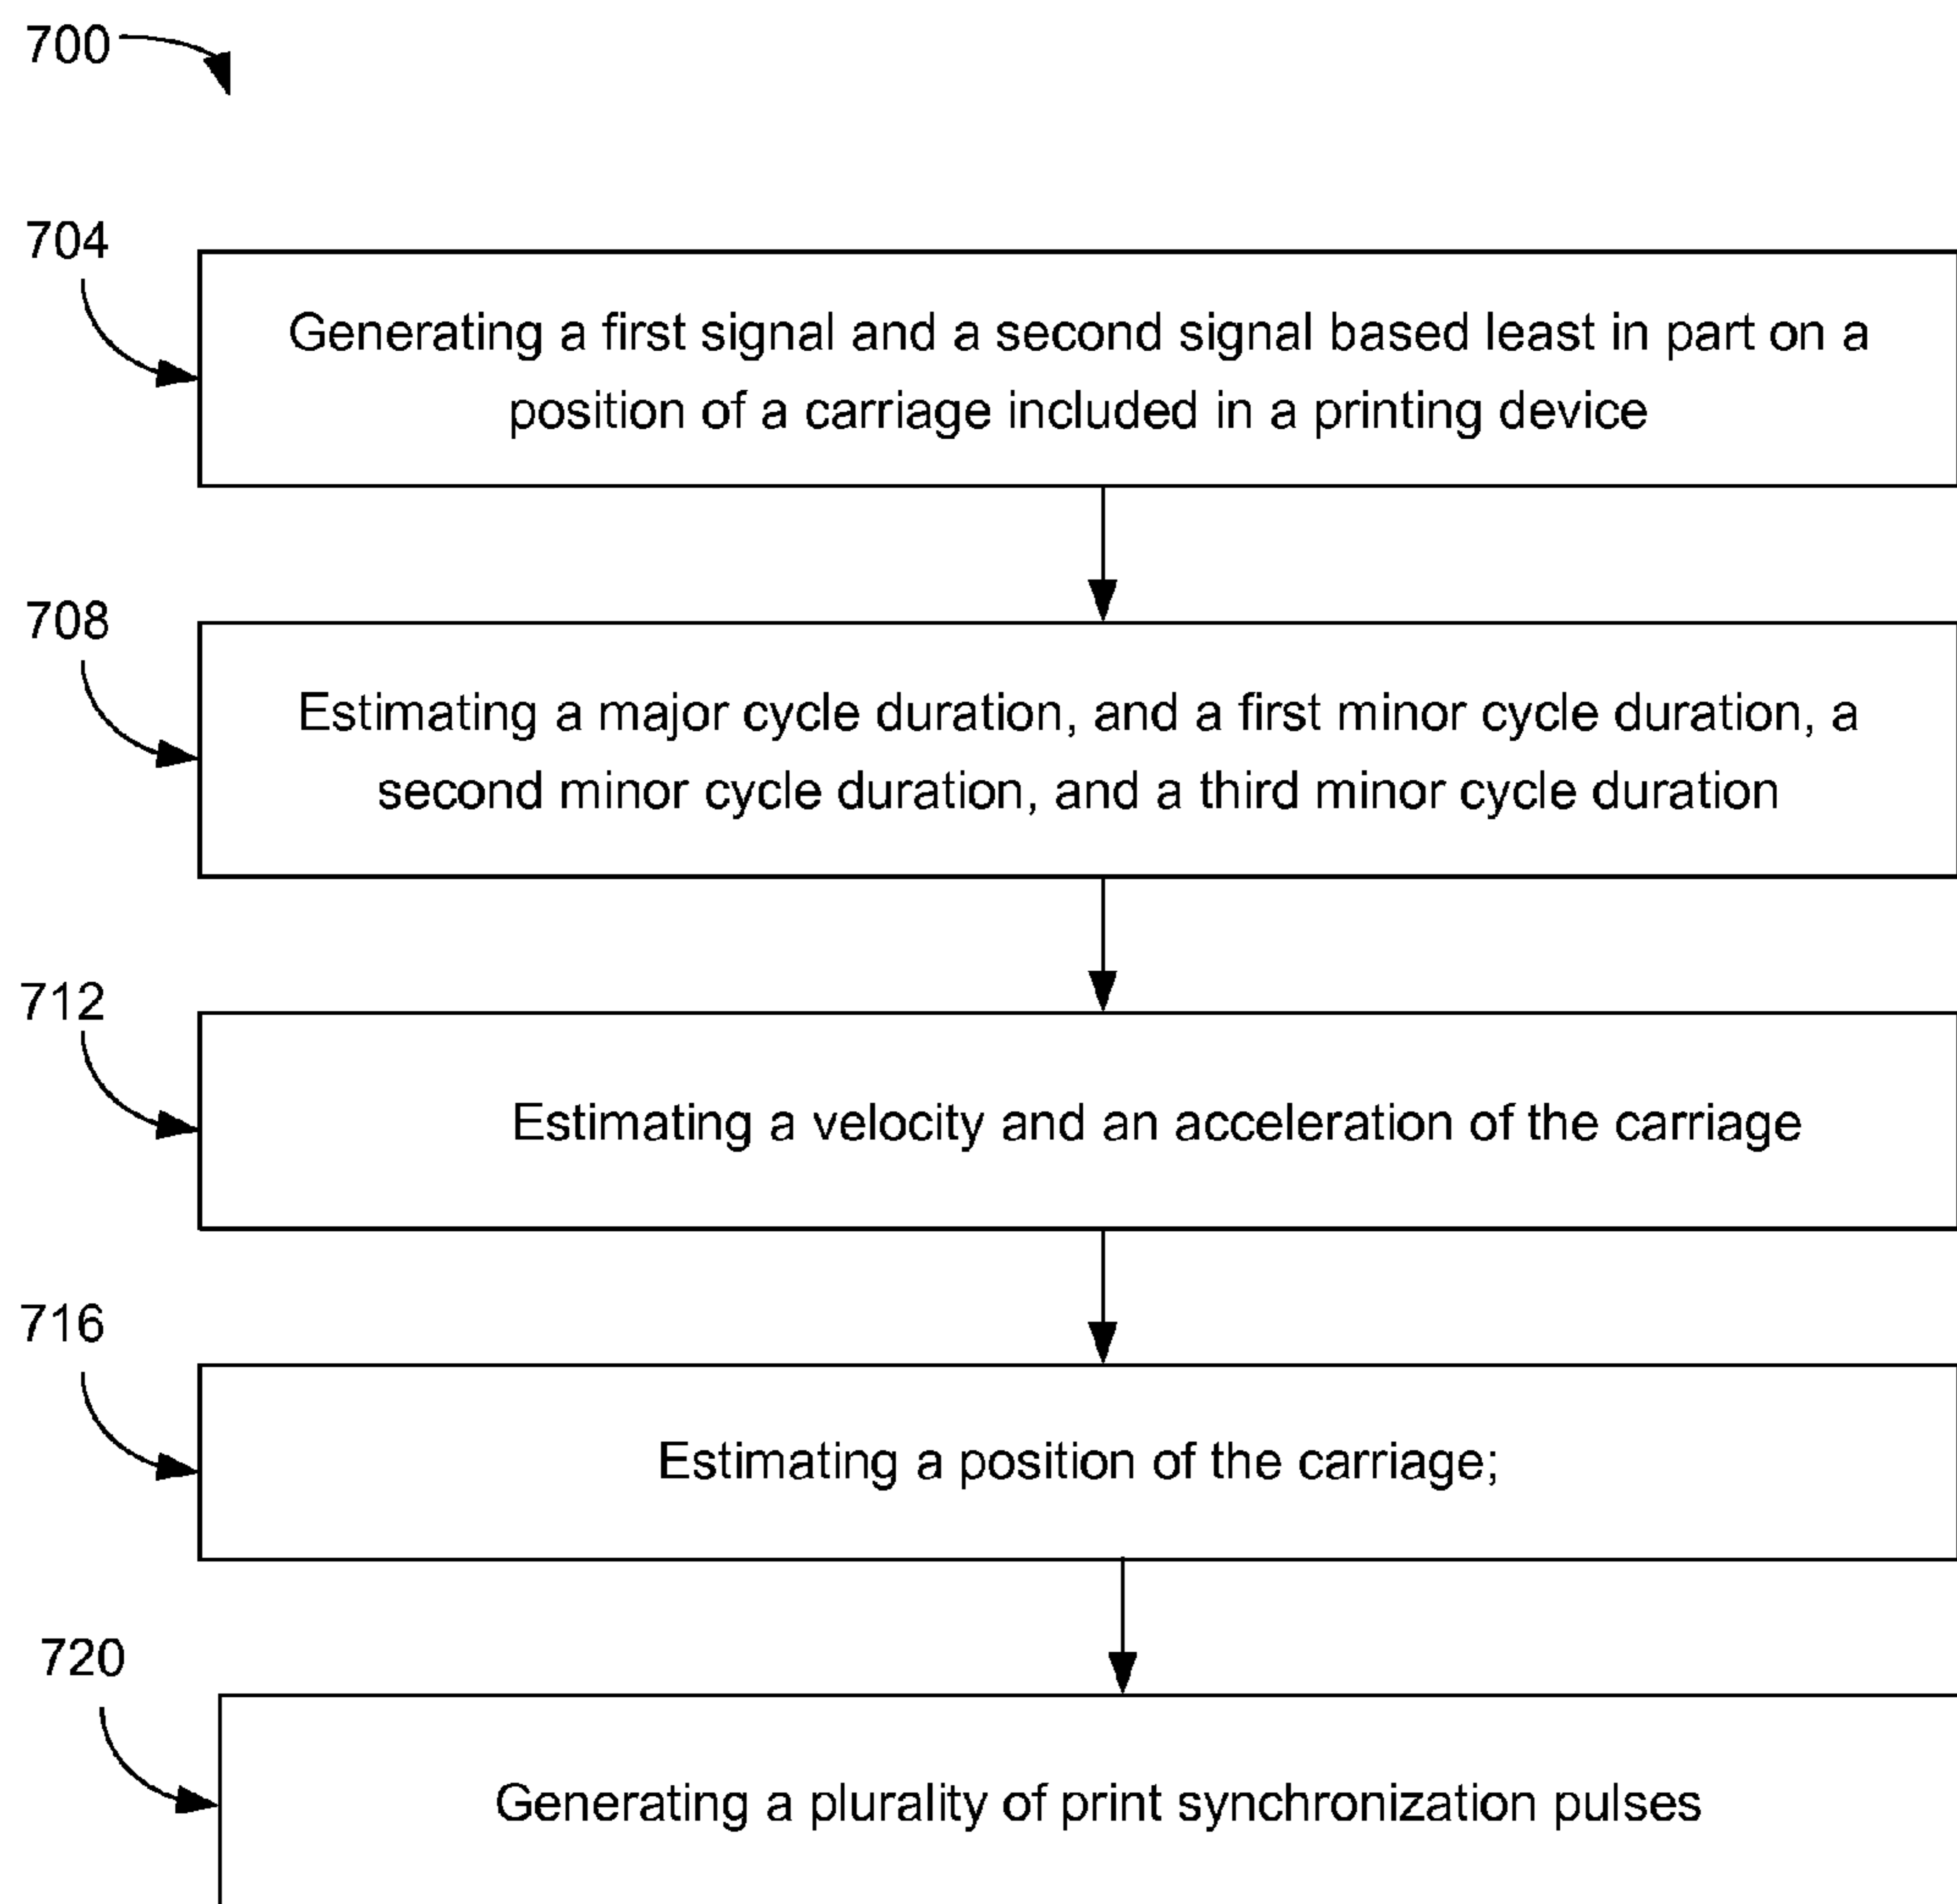 700
704
Generating a first signal and a second signal based least in part on a
position of a carriage included in a printing device
708
Estimating a major cycle duration, and a first minor cycle duration, a
second minor cycle duration, and a third minor cycle duration
712
Estimating a velocity and an acceleration of the carriage
716
Estimating a position of the carriage;
720
Generating a plurality of print synchronization pulses